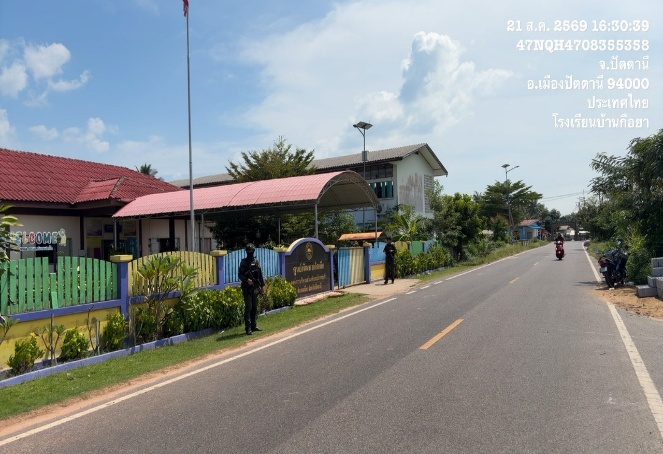 21 ส.ค. 2569 16:30:39
47NQH4708355358
จ.ปัตตานี
อ.เมืองปัตตานี 94000
ประเทศไทย
โรงเรียนบ้านกือยา
WELCOME